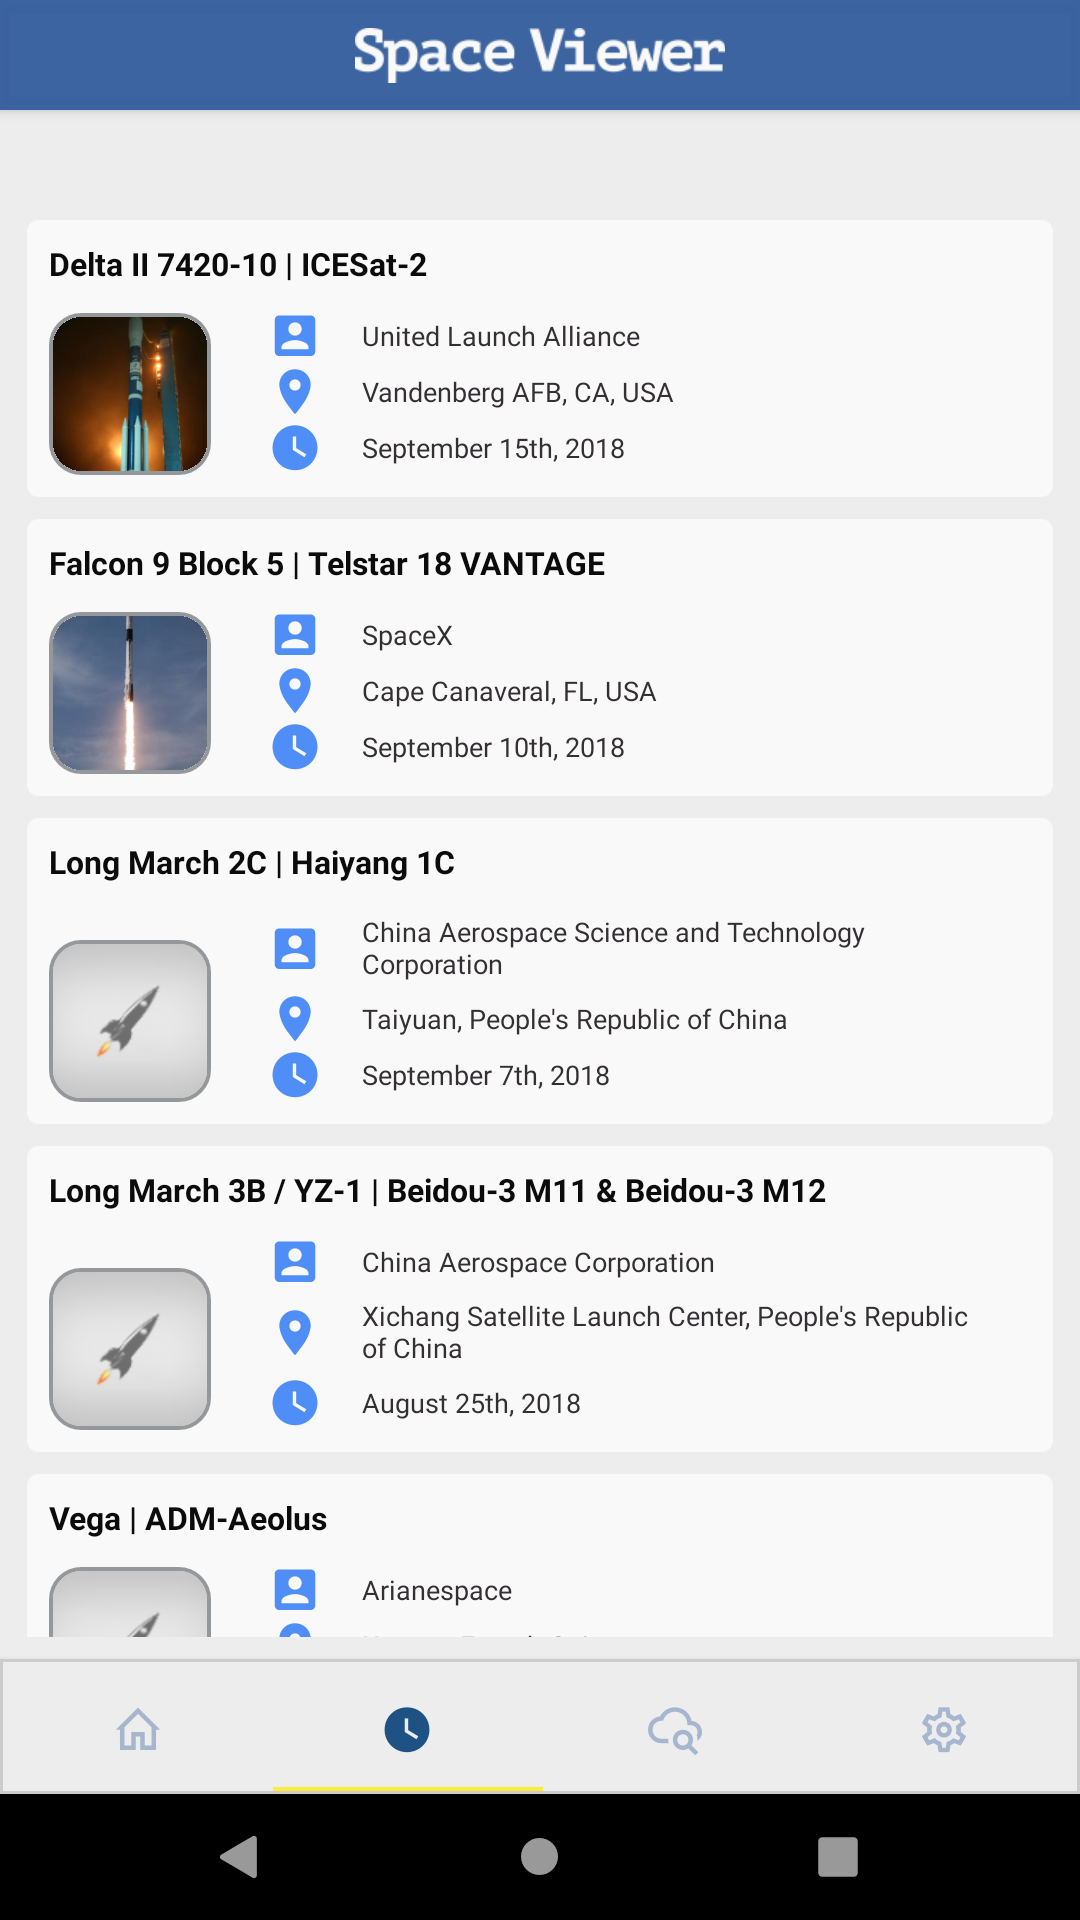 Space Viewer
Delta II 7420-10 | ICESat-2
United Launch Alliance
Vandenberg AFB, CA, USA
September 15th, 2018
Falcon 9 Block 5 | Telstar 18 VANTAGE
SpaceX
Cape Canaveral, FL, USA
September 10th, 2018
Long March 2C | Haiyang 1C
China Aerospace Science and Technology
Corporation
Taiyuan, People's Republic of China
September 7th, 2018
Long March 3B / YZ-1 | Beidou-3 M11 & Beidou-3 M12
China Aerospace Corporation
Xichang Satellite Launch Center, People's Republic
of China
August 25th, 2018
Vega | ADM-Aeolus
Arianespace